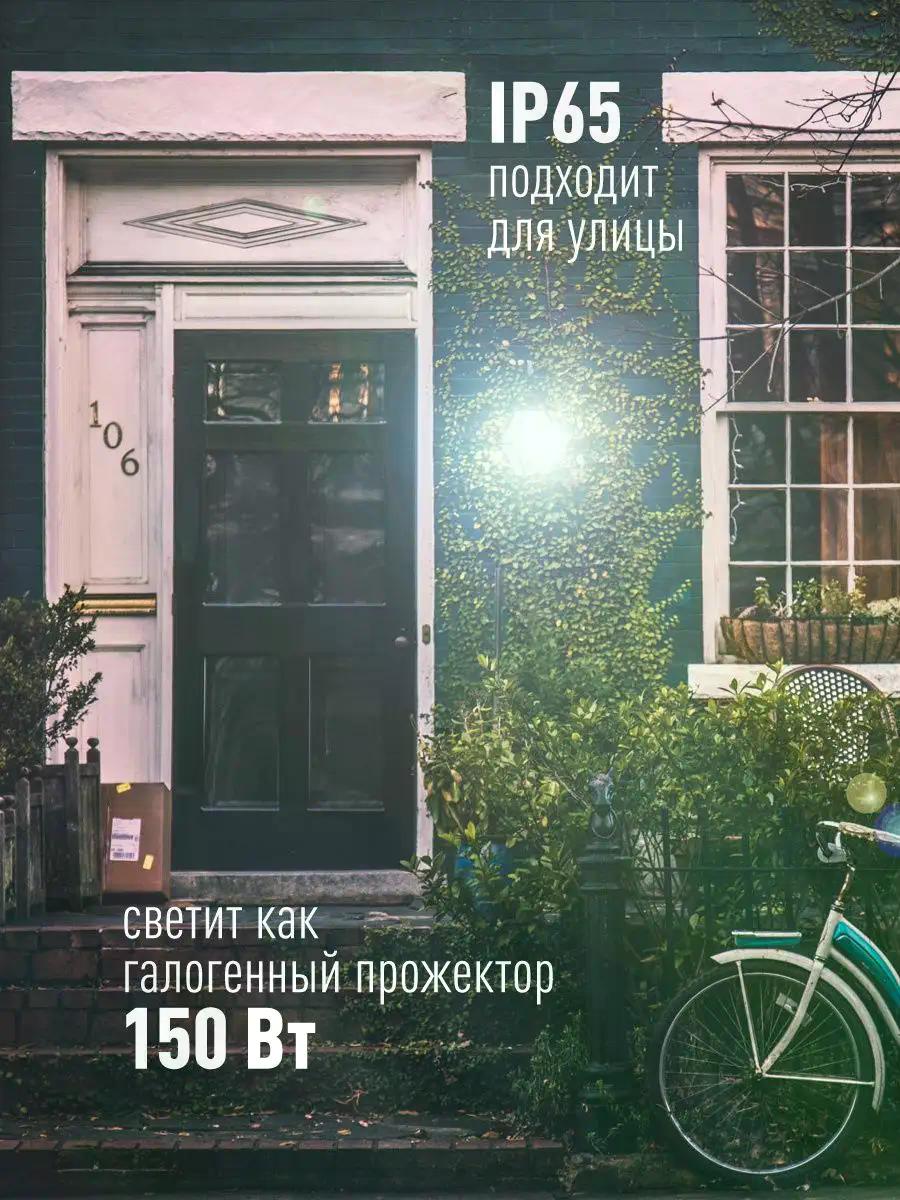 IP65
подходит
для улицы
106
светит как
галогенный прожектор
150 Вт